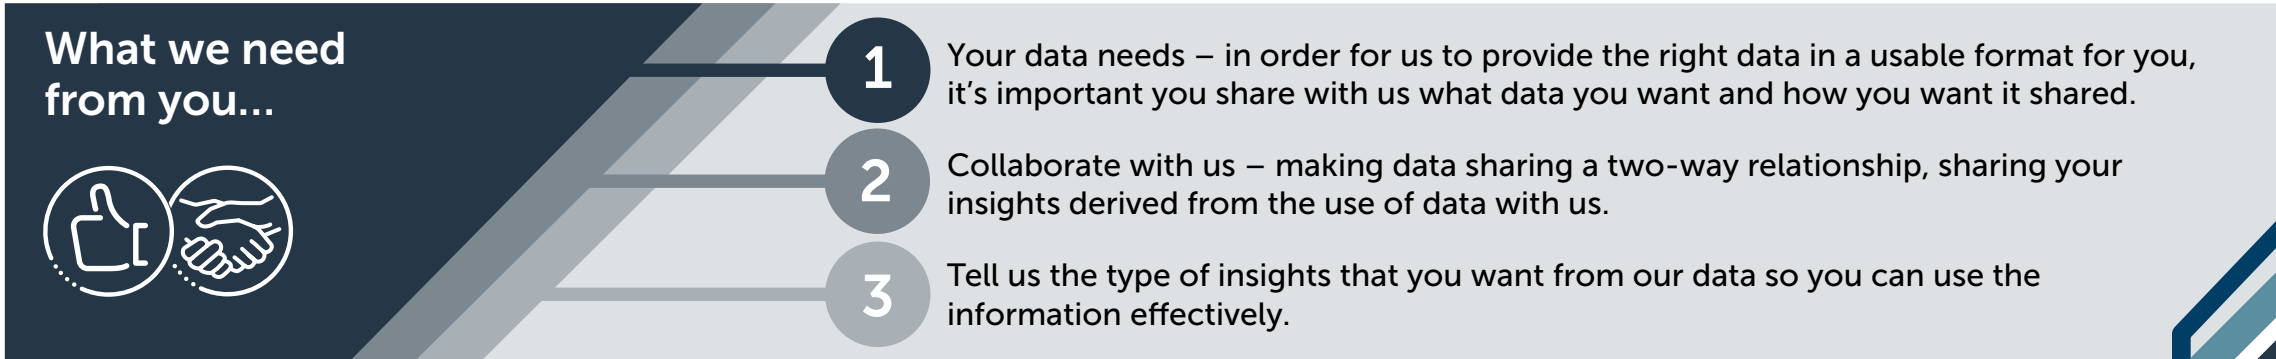 What we need
from you...
1
Your data needs – in order for us to provide the right data in a usable format for you,
it’s important you share with us what data you want and how you want it shared.
2
Collaborate with us – making data sharing a two-way relationship, sharing your
insights derived from the use of data with us.
3
Tell us the type of insights that you want from our data so you can use the
information effectively.